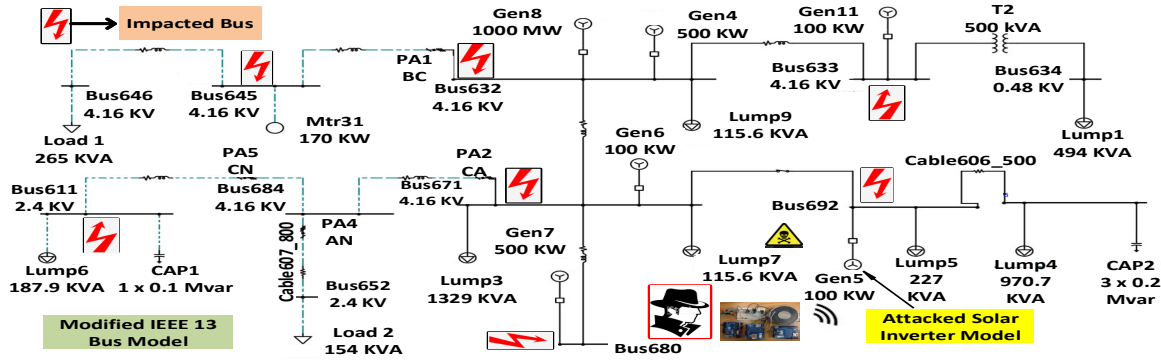 Impacted Bus
Gen8
1000 MW
Gen4
500 KW
Gen11
100 KW
T2
500 kVA
PA1
BC
Bus646
4.16 KV
Bus645
4.16 KV
Bus632
4.16 KV
Bus633
4.16 KV
Bus634
0.48 KV
Load 1
265 KVA
Mtr31
170 KW
Lump9
115.6 KVA
Lump1
494 KVA
Gen6
100 KW
PA5
CN
PA2
CA
Cable606_500
Bus611
2.4 KV
Bus684
4.16 KV
Bus671
4.16 KV
Bus692
PA4
AN
Gen7
500 KW
Cable607_800
Lump6
187.9 KVA
CAP1
1 x 0.1 Mvar
Bus652
2.4 KV
Lump3
1329 KVA
Lump7
115.6 KVA
Gen5
100 KW
Lump5
227
KVA
Lump4
970.7
KVA
CAP2
3 x 0.2
Mvar
Modified IEEE 13
Bus Model
Load 2
154 KVA
Bus680
Attacked Solar
Inverter Model